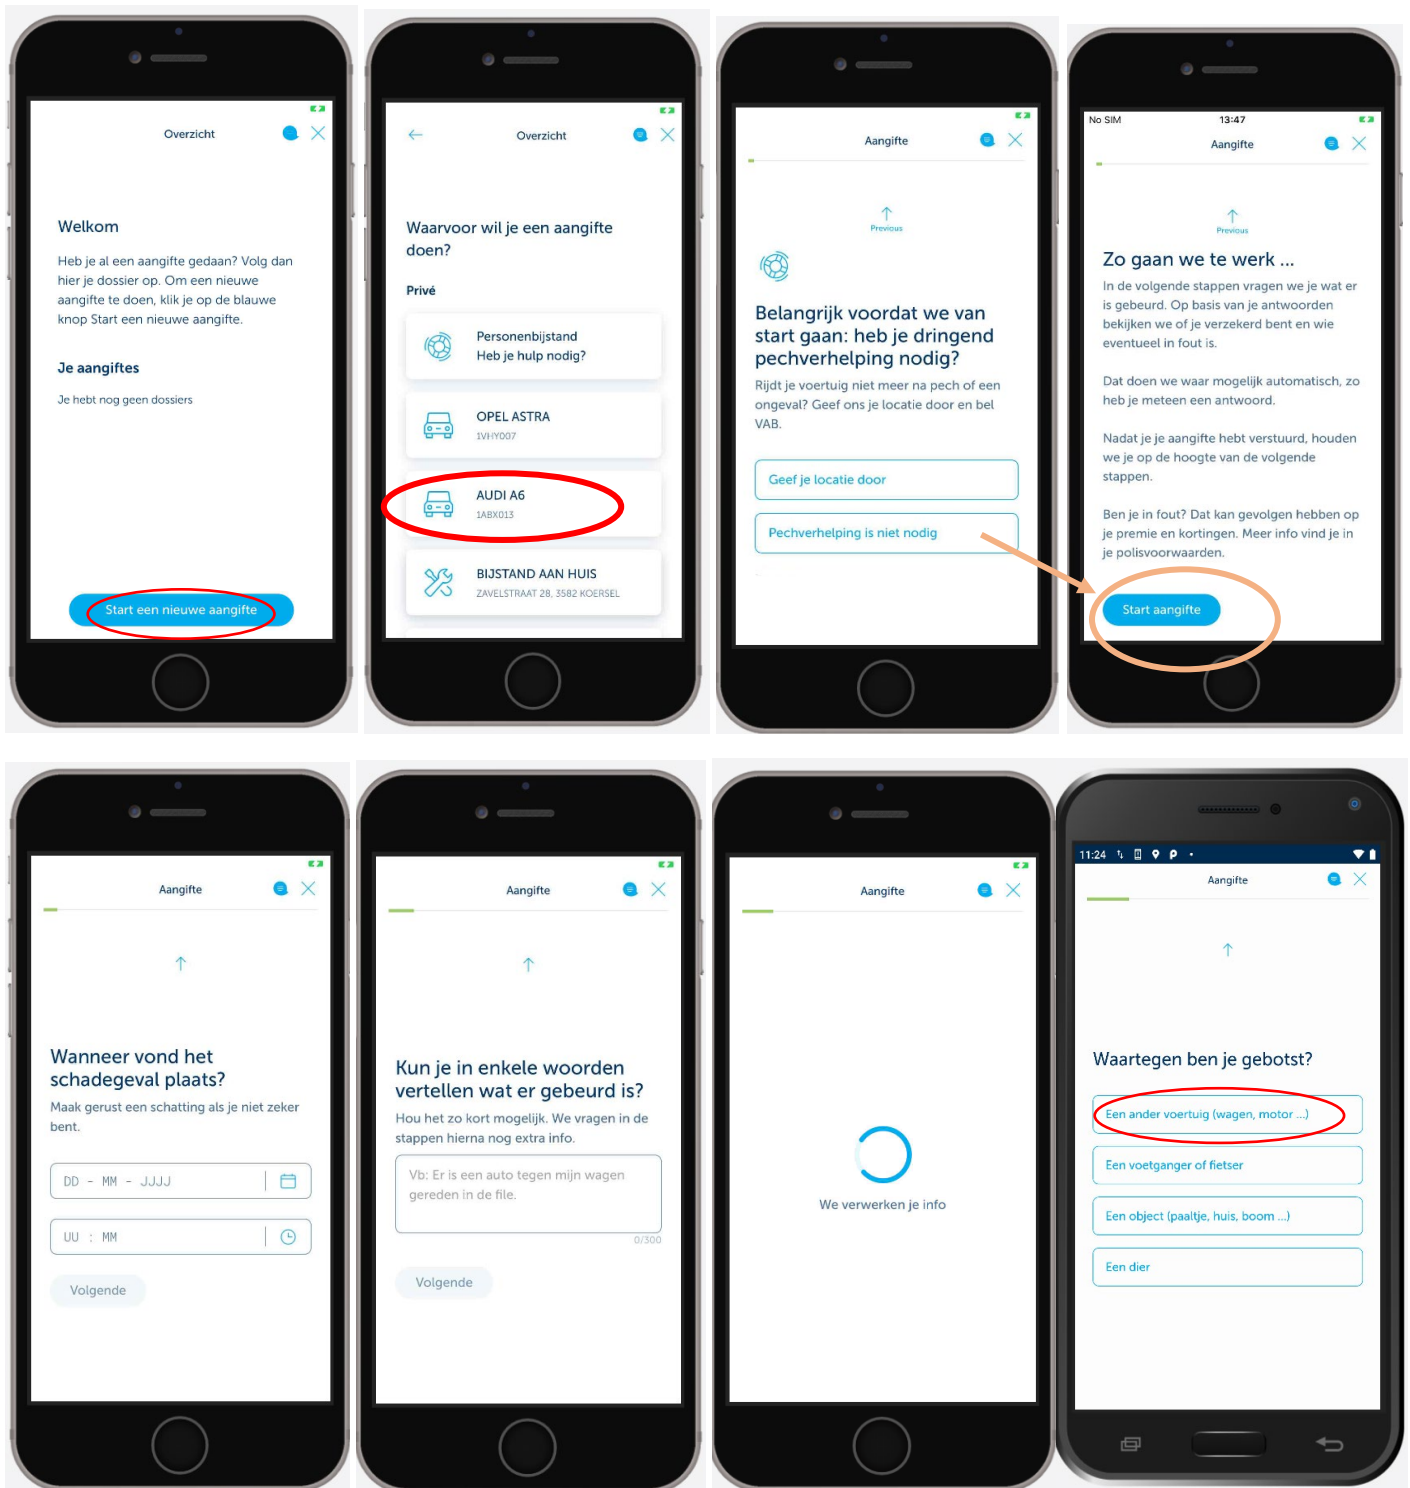 Overzicht
Welkom
Heb je al een aangifte gedaan? Volg dan
hier je dossier op. Om een nieuwe
aangifte te doen, klik je op de blauwe
knop Start een nieuwe aangifte.
Je aangiftes
Je hebt nog geen dossiers
Start een nieuwe aangifte
Overzicht
Waarvoor wil je een aangifte
doen?
Privé
Personenbijstand
Heb je hulp nodig?
OPEL ASTRA
1VHY007
AUDI A6
1ABX013
BIJSTAND AAN HUIS
ZAVELSTRAAT 28, 3582 KOERSEL
Aangifte
Previous
Belangrijk voordat we van
start gaan: heb je dringend
pechverhelping nodig?
Rijdt je voertuig niet meer na pech of een
ongeval? Geef ons je locatie door en bel
VAB.
Geef je locatie door
Pechverhelping is niet nodig
No SIM 13:47
Aangifte
Previous
Zo gaan we te werk ...
In de volgende stappen vragen we je wat er
is gebeurd. Op basis van je antwoorden
bekijken we of je verzekerd bent en wie
eventueel in fout is.
Dat doen we waar mogelijk automatisch, zo
heb je meteen een antwoord.
Nadat je je aangifte hebt verstuurd, houden
we je op de hoogte van de volgende
stappen.
Ben je in fout? Dat kan gevolgen hebben op
je premie en kortingen. Meer info vind je in
je polisvoorwaarden.
Start aangifte
Aangifte
Wanneer vond het
schadegeval plaats?
Maak gerust een schatting als je niet zeker
bent.
DD - MM - JJJJ
UU : MM
Volgende
Aangifte
Kun je in enkele woorden
vertellen wat er gebeurd is?
Hou het zo kort mogelijk. We vragen in de
stappen hierna nog extra info.
Vb: Er is een auto tegen mijn wagen
gereden in de file.
0/300
Volgende
Aangifte
We verwerken je info
11:24
Aangifte
Waartegen ben je gebotst?
Een ander voertuig (wagen, motor ...)
Een voetganger of fietser
Een object (paaltje, huis, boom ...)
Een dier